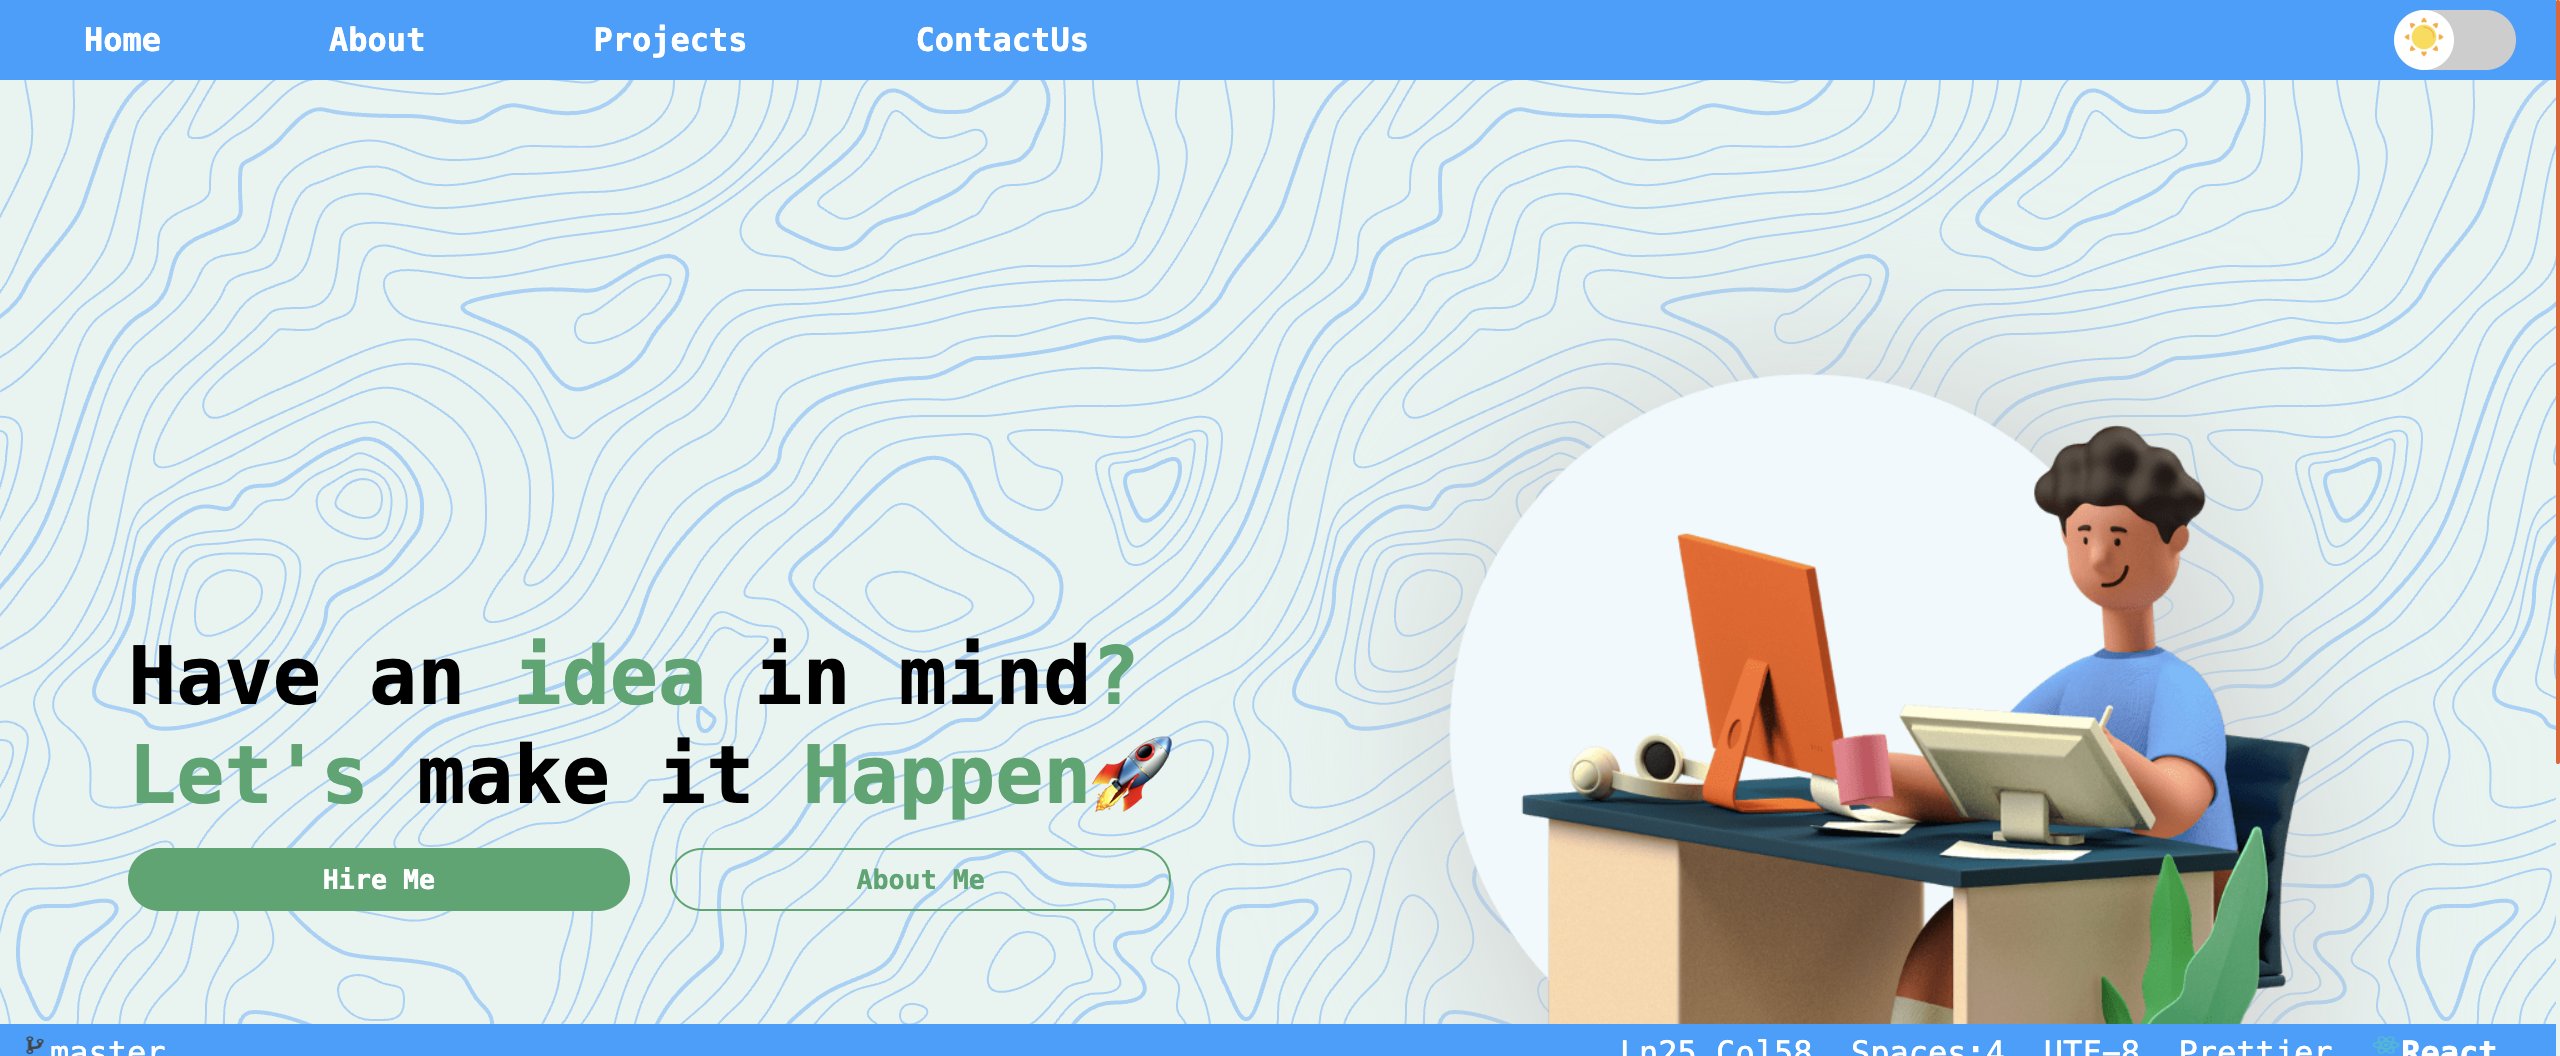 Home About Projects ContactUs
Have an idea in mind?
Let's make it Happen🚀
Hire Me About Me
master Ln25 Col58 Spaces:4 UTF-8 Prettier React